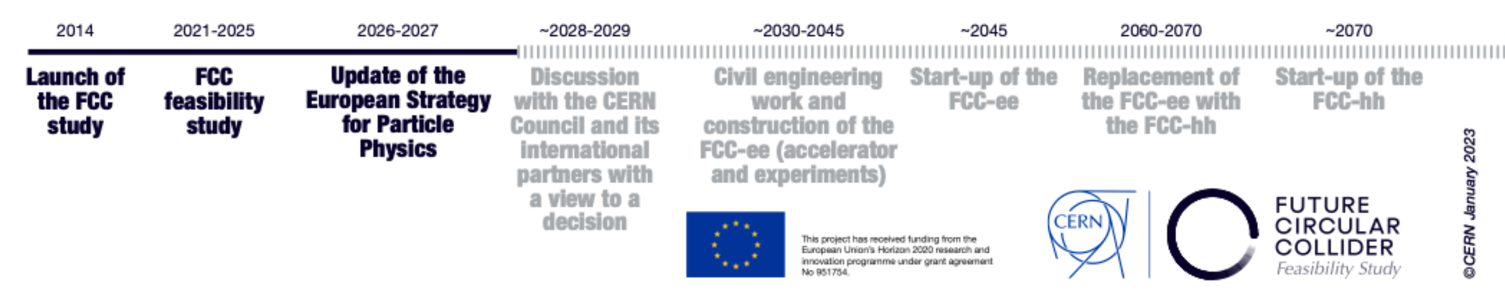 2014
Launch of
the FCC
study
2021-2025
FCC
feasibility
study
2026-2027
Update of the
European Strategy
for Particle
Physics
~2028-2029
Discussion
with the CERN
Council and its
international
partners with
a view to a
decision
~2030-2045
Civil engineering
work and
construction of the
FCC-ee (accelerator
and experiments)
~2045
Start-up of the
FCC-ee
2060-2070
Replacement of
the FCC-ee with
the FCC-hh
~2070
Start-up of the
FCC-hh
This project has received funding from the
European Union's Horizon 2020 research and
innovation programme under grant agreement
No 951754.
CERN
FUTURE
CIRCULAR
COLLIDER
Feasibility Study
©CERN January 2023